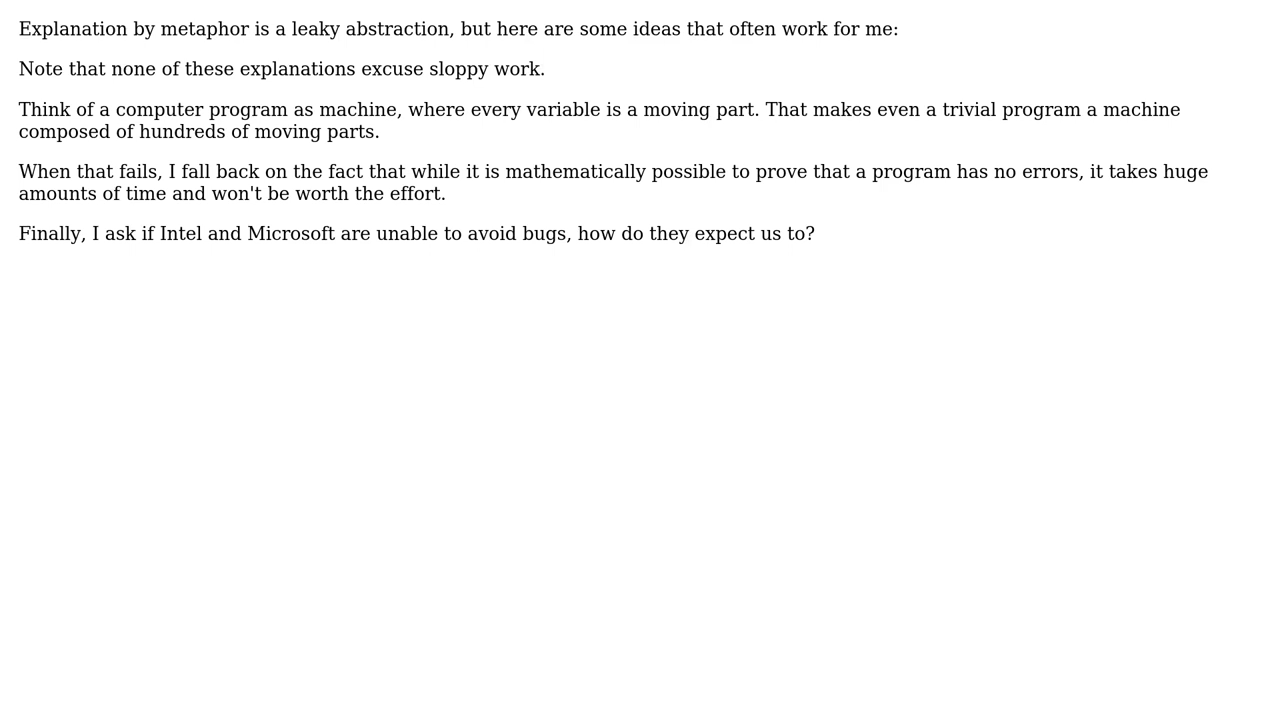 Explanation by metaphor is a leaky abstraction, but here are some ideas that often work for me:
Note that none of these explanations excuse sloppy work.
Think of a computer program as machine, where every variable is a moving part. That makes even a trivial program a machine
composed of hundreds of moving parts.
When that fails, I fall back on the fact that while it is mathematically possible to prove that a program has no errors, it takes huge
amounts of time and won't be worth the effort.
Finally, I ask if Intel and Microsoft are unable to avoid bugs, how do they expect us to?